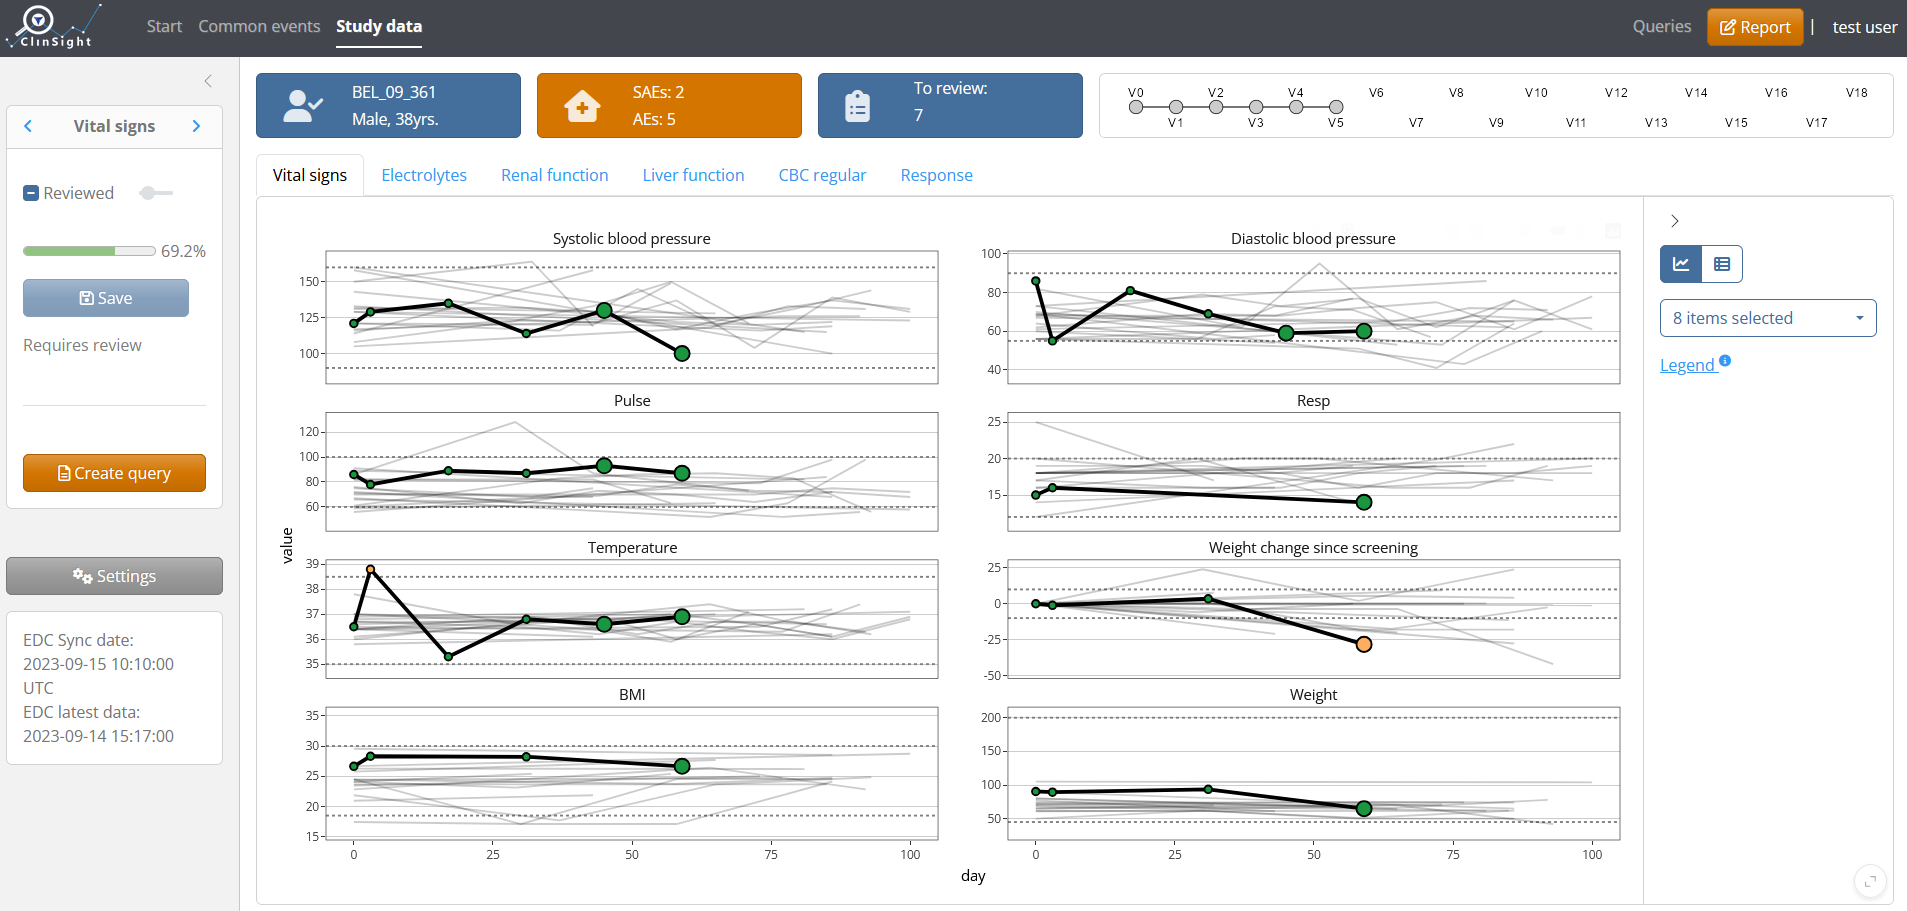 ClinSight
Start Common events Study data
Queries Report | test user
Vital signs
Reviewed
69.2%
Save
Requires review
Create query
Settings
EDC Sync date:
2023-09-15 10:10:00
UTC
EDC latest data:
2023-09-14 15:17:00
BEL_09_361
Male, 38yrs.
SAEs: 2
AEs: 5
To review:
7
V0 V2 V4 V6 V8 V10 V12 V14 V16 V18
V1 V3 V5 V7 V9 V11 V13 V15 V17
Vital signs Electrolytes Renal function Liver function CBC regular Response
Systolic blood pressure
150
125
100
Diastolic blood pressure
100
80
60
40
Pulse
120
100
80
60
Resp
25
20
15
Temperature
39
38
37
36
35
Weight change since screening
25
0
-25
-50
BMI
35
30
25
20
15
0 25 50 75 100
Weight
200
150
100
50
0 25 50 75 100
value
day
8 items selected
Legend